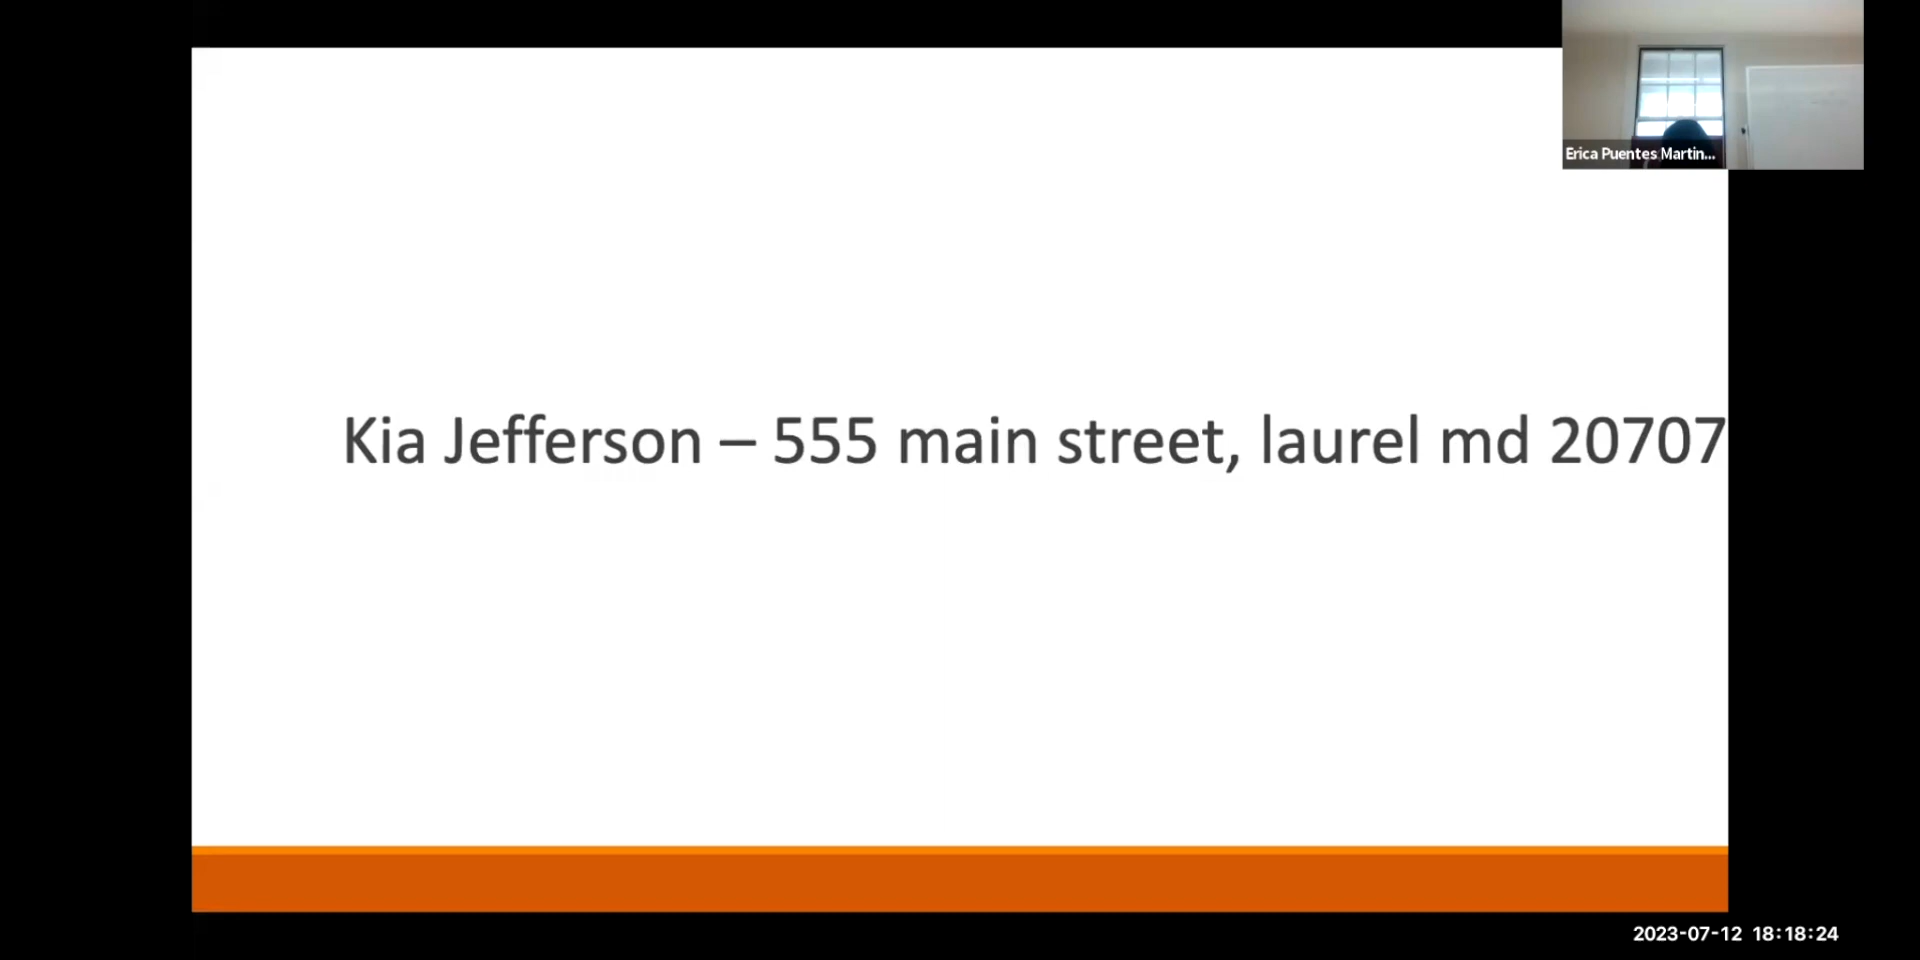 Erica Puentes Martin...
Kia Jefferson – 555 main street, laurel md 20707
2023-07-12 18:18:24